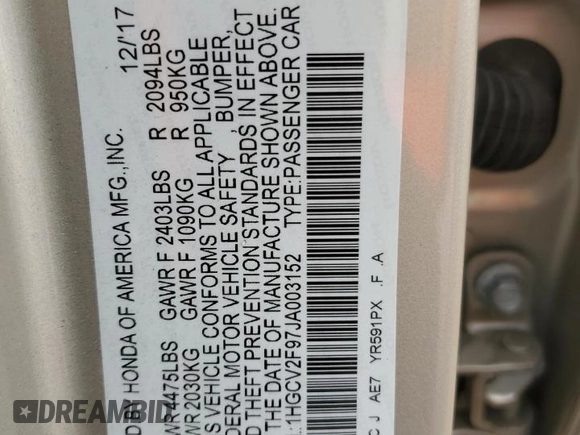 D BY HONDA OF AMERICA MFG.,INC. 12/'17
4475LBS GAWR F 2403LBS R 2094LBS
WR 2030KG GAWR F 1090KG R 950KG
S VEHICLE CONFORMS TO ALL APPLICABLE
DERAL MOTOR VEHICLE SAFETY, BUMPER,
D THEFT PREVENTION STANDARDS IN EFFECT
THE DATE OF MANUFACTURE SHOWN ABOVE.
:1HGCV2F97JA003152 TYPE:PASSENGER CAR
C J AE7 YR591PX .F .A
DREAMBID